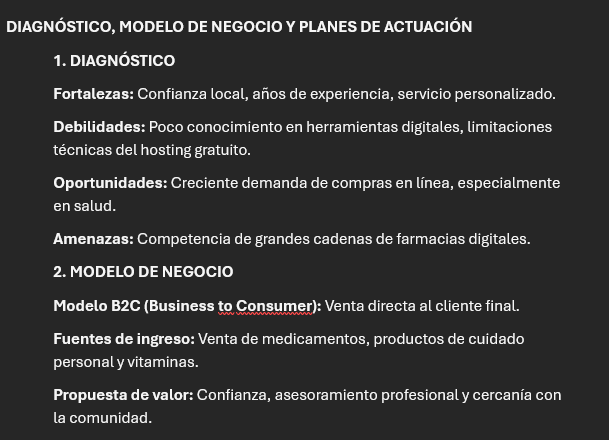 DIAGNÓSTICO, MODELO DE NEGOCIO Y PLANES DE ACTUACIÓN
1. DIAGNÓSTICO
Fortalezas: Confianza local, años de experiencia, servicio personalizado.
Debilidades: Poco conocimiento en herramientas digitales, limitaciones
técnicas del hosting gratuito.
Oportunidades: Creciente demanda de compras en línea, especialmente
en salud.
Amenazas: Competencia de grandes cadenas de farmacias digitales.
2. MODELO DE NEGOCIO
Modelo B2C (Business to Consumer): Venta directa al cliente final.
Fuentes de ingreso: Venta de medicamentos, productos de cuidado
personal y vitaminas.
Propuesta de valor: Confianza, asesoramiento profesional y cercanía con
la comunidad.